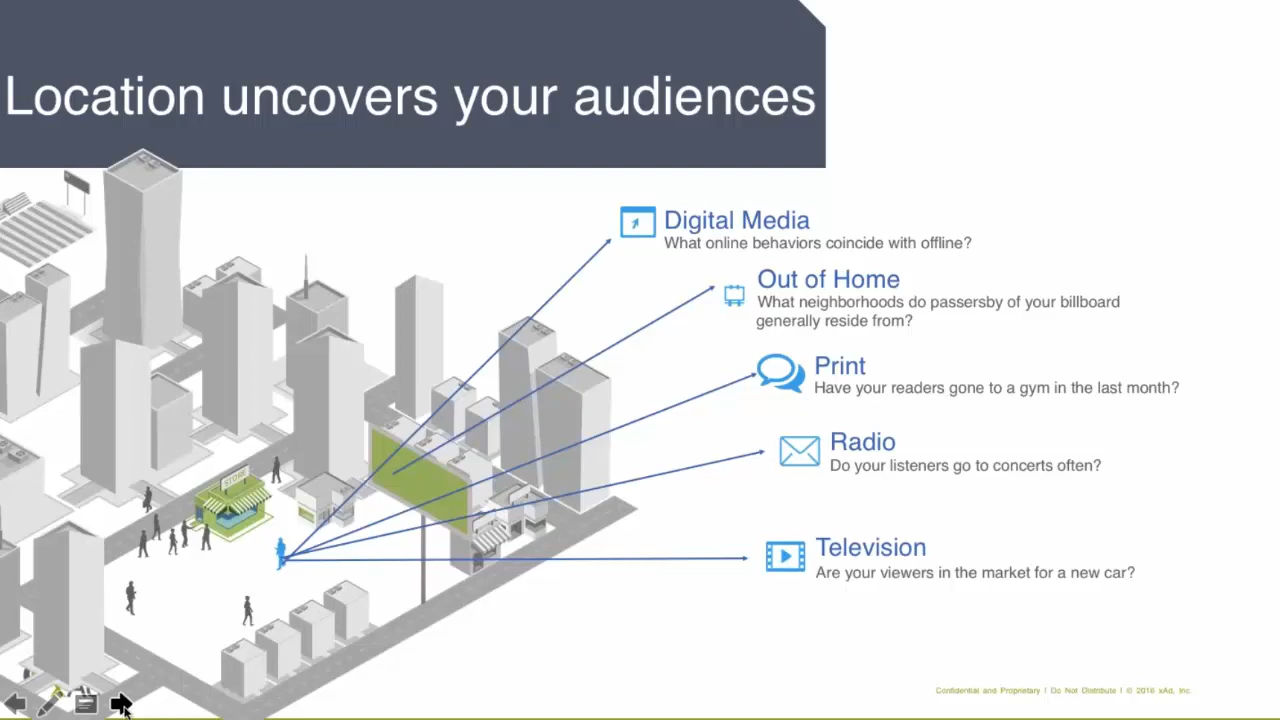 Location uncovers your audiences
Digital Media
What online behaviors coincide with offline?
Out of Home
What neighborhoods do passersby of your billboard
generally reside from?
Print
Have your readers gone to a gym in the last month?
Radio
Do your listeners go to concerts often?
STORE
Television
Are your viewers in the market for a new car?
Confidential and Proprietary | Do Not Distribute | © 2016 xAd, Inc.